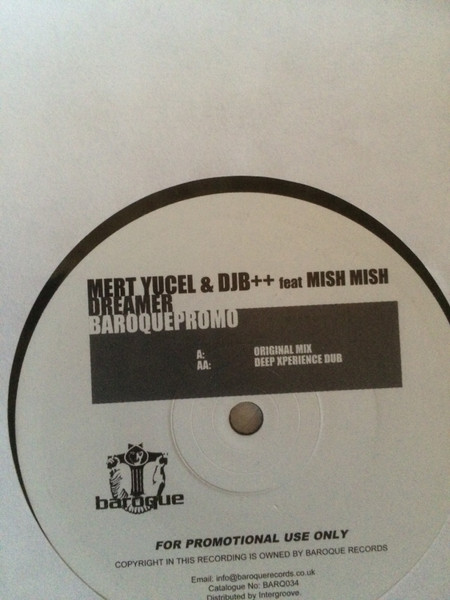 MERT YUCEL & DJB++ feat MISH MISH
DREAMER
BAROQUEPROMO
A: ORIGINAL MIX
AA: DEEP XPERIENCE DUB
baroque
FOR PROMOTIONAL USE ONLY
COPYRIGHT IN THIS RECORDING IS OWNED BY BAROQUE RECORDS
Email: info@baroquerecords.co.uk
Catalogue No: BARQ034
Distributed by Intergroove.